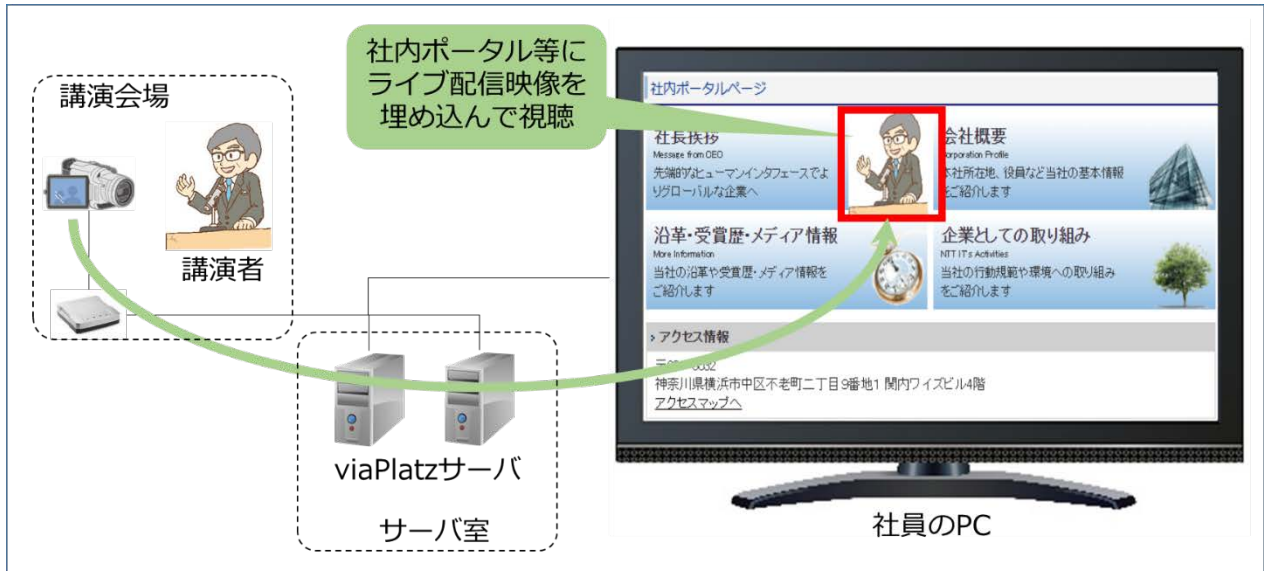 社内ポータル等に
ライブ配信映像を
埋め込んで視聴
講演会場
講演者
viaPlatzサーバ
サーバ室
社内ポータルページ
社長挨拶
Message from CEO
先端的なヒューマンインタフェースでよ
りグローバルな企業へ
会社概要
Corporation Profile
本社所在地、役員など当社の基本情報
をご紹介します
沿革・受賞歴・メディア情報
More Information
当社の沿革や受賞歴・メディア情報を
ご紹介します
企業としての取り組み
NTT IT's Activities
当社の行動規範や環境への取り組み
をご紹介します
アクセス情報
神奈川県横浜市中区不老町二丁目9番地1 関内ワイズビル4階
アクセスマップへ
社員のPC